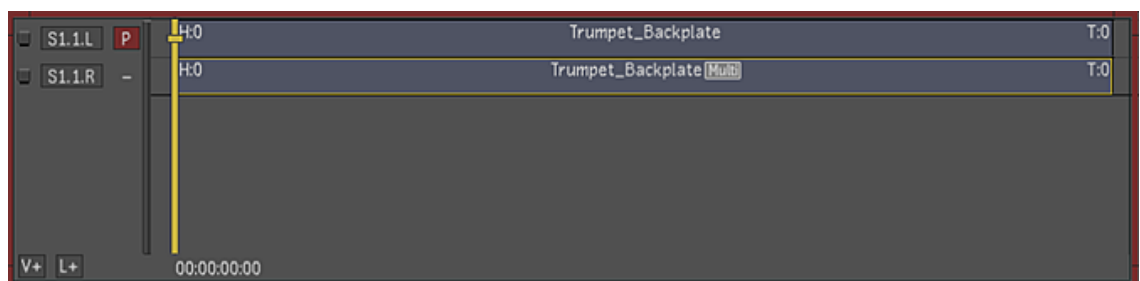 S1.1.L P H:0 Trumpet_Backplate T:0
S1.1.R – H:0 Trumpet_Backplate Multi T:0
V+ L+ 00:00:00:00